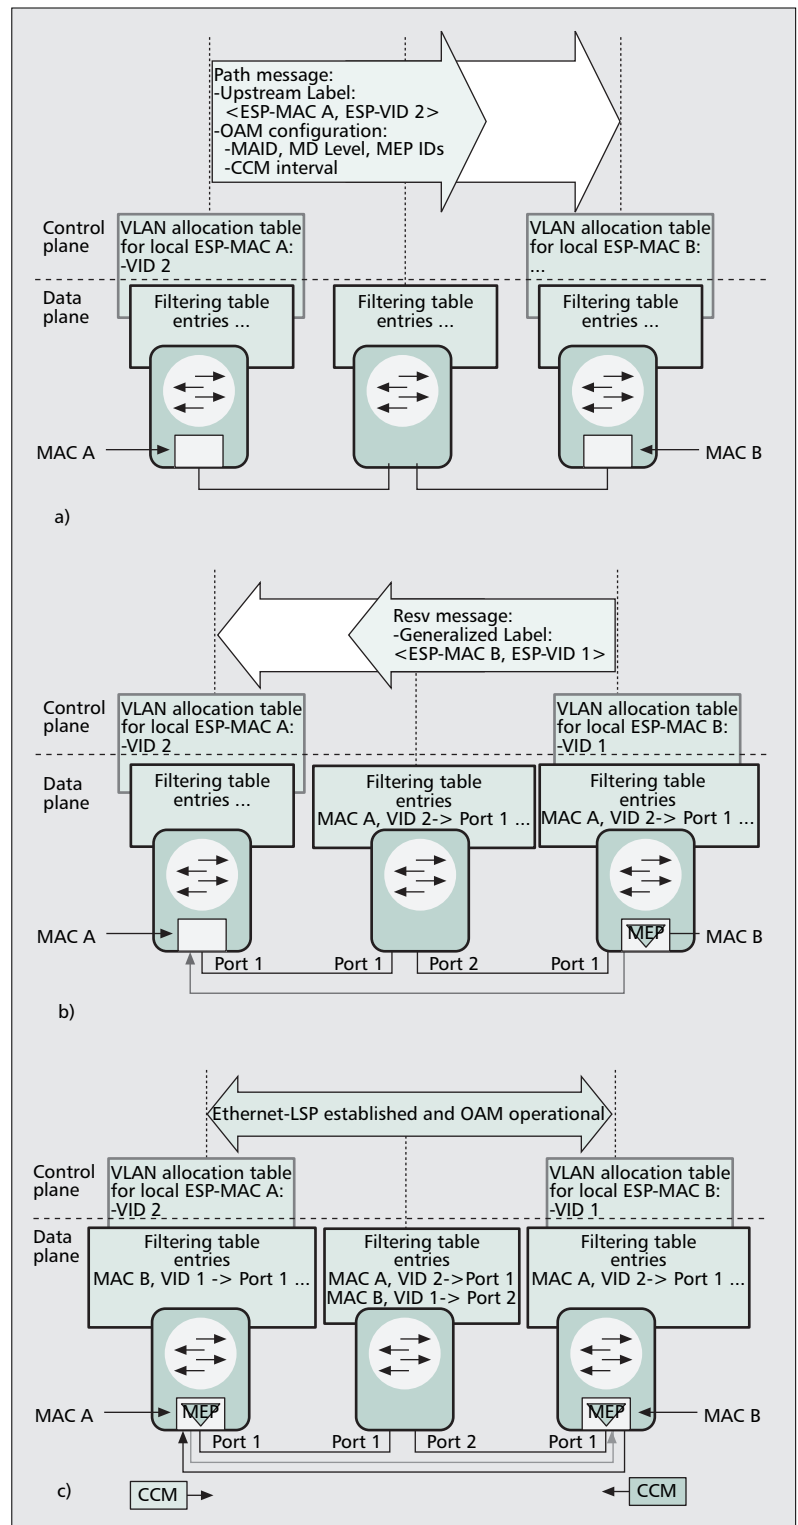 Path message:
-Upstream Label:
<ESP-MAC A, ESP-VID 2>
-OAM configuration:
-MAID, MD Level, MEP IDs
-CCM interval
Control
plane
VLAN allocation table
for local ESP-MAC A:
-VID 2
VLAN allocation table
for local ESP-MAC B:
...
Data
plane
Filtering table
entries ...
Filtering table
entries ...
Filtering table
entries ...
MAC A
MAC B
a)
Resv message:
-Generalized Label:
<ESP-MAC B, ESP-VID 1>
Control
plane
VLAN allocation table
for local ESP-MAC A:
-VID 2
VLAN allocation table
for local ESP-MAC B:
-VID 1
Data
plane
Filtering table
entries ...
Filtering table
entries
MAC A, VID 2-> Port 1 ...
Filtering table
entries
MAC A, VID 2-> Port 1 ...
MAC A
MEP
MAC B
Port 1
Port 1
Port 2
Port 1
b)
Ethernet-LSP established and OAM operational
Control
plane
VLAN allocation table
for local ESP-MAC A:
-VID 2
VLAN allocation table
for local ESP-MAC B:
-VID 1
Data
plane
Filtering table
entries
MAC B, VID 1 -> Port 1 ...
Filtering table
entries
MAC A, VID 2->Port 1
MAC B, VID 1-> Port 2
Filtering table
entries
MAC A, VID 2-> Port 1 ...
MAC A
MEP
MEP
MAC B
Port 1
Port 1
Port 2
Port 1
c)
CCM
CCM